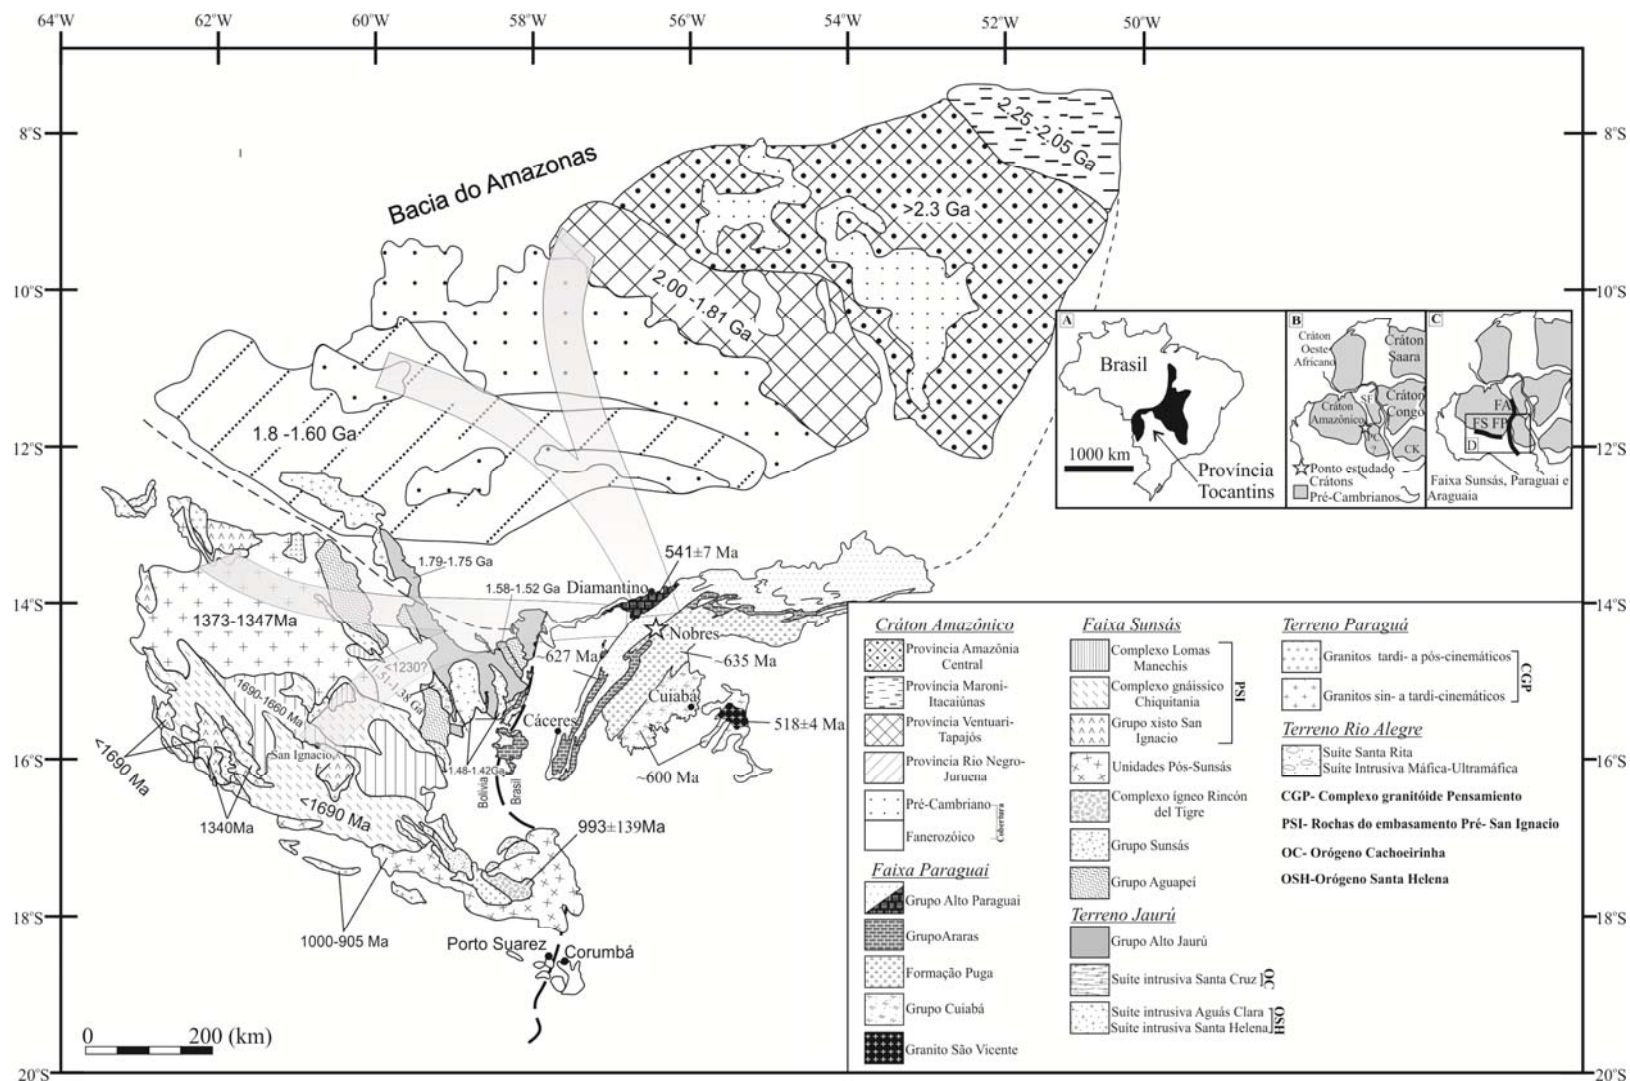 64°W 62°W 60°W 58°W 56°W 54°W 52°W 50°W
8°S
8°S
10°S
10°S
12°S
12°S
14°S
14°S
16°S
16°S
18°S
18°S
20°S
20°S
Bacia do Amazonas
2.25 -2.05 Ga
>2.3 Ga
2.00 -1.81 Ga
1.8 -1.60 Ga
1.79-1.75 Ga
1.58-1.52 Ga
541±7 Ma
Diamantino
Nobres
~627 Ma
~635 Ma
Cuiabá
Cáceres
518±4 Ma
~600 Ma
1373-1347Ma
<1230?
1690-1660 Ma
San Ignacio
<1690 Ma
<1690 Ma
1340Ma
1.48-1.42Ga
Bolívia
Brasil
993±139Ma
1000-905 Ma
Porto Suarez
Corumbá
0 200 (km)
A
Brasil
1000 km
Província
Tocantins
B
Cráton
Oeste
Africano
Cráton
Saara
Cráton
Amazônico
SF
Cráton
Congo
PC
CK
Ponto estudado
Crátons
Pré-Cambrianos
C
FA
FS FP
D
Faixa Sunsás, Paraguai e
Araguaia
Cráton Amazônico
Província Amazônia
Central
Província Maroni-
Itacaiúnas
Província Ventuari-
Tapajós
Província Rio Negro-
Juruena
Pré-Cambriano
Fanerozóico
Cobertura
Faixa Paraguai
Grupo Alto Paraguai
GrupoAraras
Formação Puga
Grupo Cuiabá
Granito São Vicente
Faixa Sunsás
Complexo Lomas
Manechis
Complexo gnáissico
Chiquitania
Grupo xisto San
Ignacio
PSI
Unidades Pós-Sunsás
Complexo ígneo Rincón
del Tigre
Grupo Sunsás
Grupo Aguapeí
Terreno Jaurú
Grupo Alto Jaurú
Suíte intrusiva Santa Cruz
OC
Suíte intrusiva Aguás Clara
Suíte intrusiva Santa Helena
OSH
Terreno Paraguá
Granitos tardi- a pós-cinemáticos
Granitos sin- a tardi-cinemáticos
CGP
Terreno Rio Alegre
Suíte Santa Rita
Suíte Intrusiva Máfica-Ultramáfica
CGP- Complexo granitóide Pensamiento
PSI- Rochas do embasamento Pré- San Ignacio
OC- Orógeno Cachoeirinha
OSH-Orógeno Santa Helena